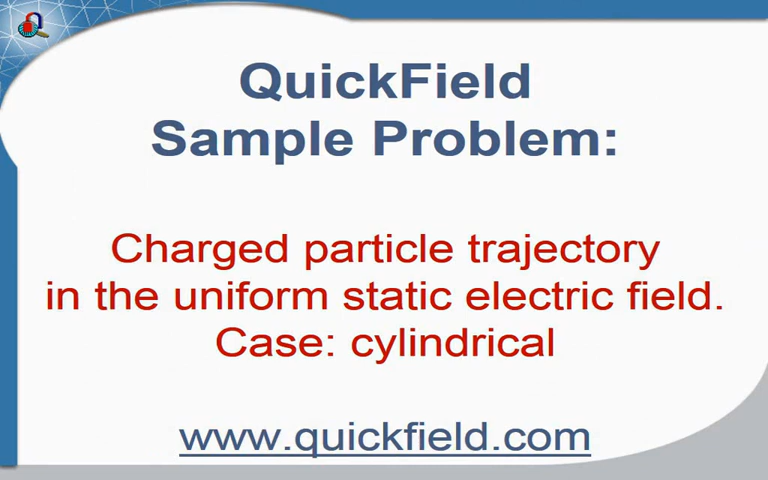 QuickField
Sample Problem:
Charged particle trajectory
in the uniform static electric field.
Case: cylindrical
www.quickfield.com